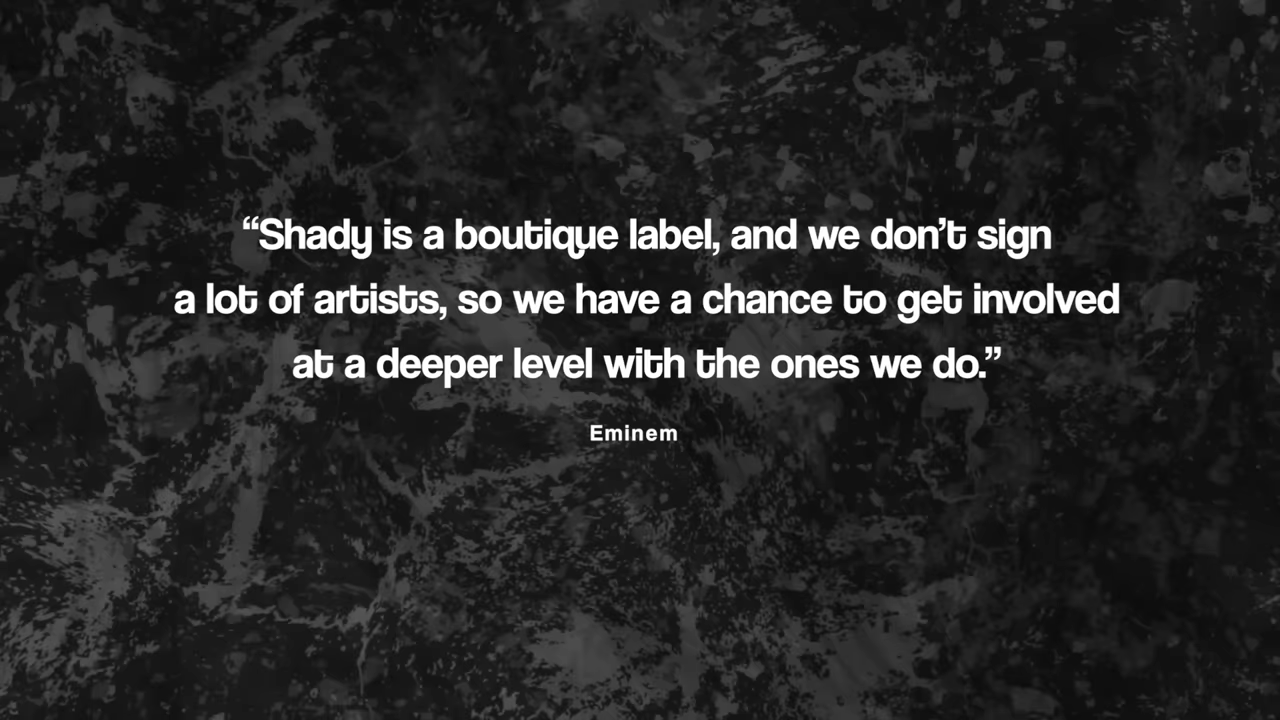 “Shady is a boutique label, and we don’t sign
a lot of artists, so we have a chance to get involved
at a deeper level with the ones we do.”
Eminem